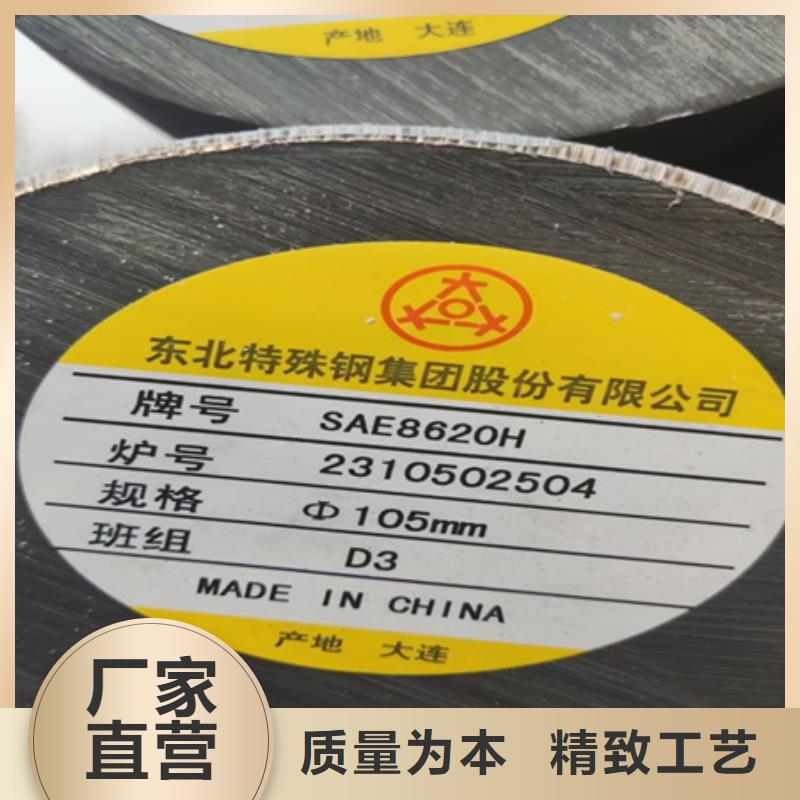 产地 大连
东北特殊钢集团股份有限公司
牌号 SAE8620H
炉号 2310502504
规格 Φ105mm
班组 D3
MADE IN CHINA
产地 大连
厂家
直营
质量为本 精致工艺